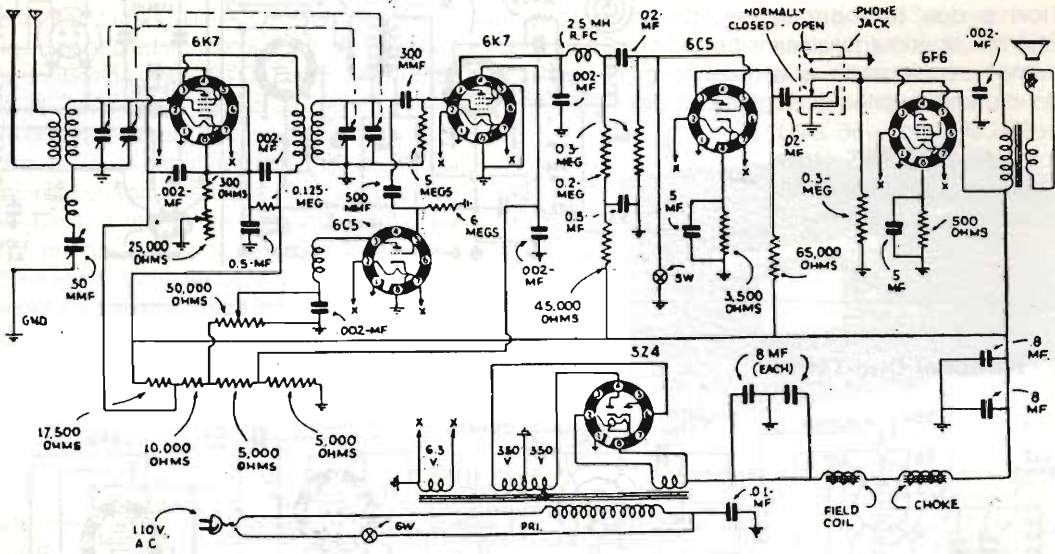 6K7
300
MMF
6K7
2.5 MH
R.FC
.02-
MF
6C5
NORMALLY
CLOSED
OPEN
PHONE
JACK
6F6
.002-
MF
.002-
MF
.002
MF
.002-
MF
300
OHMS
0.125-
MEG
500
MMF
5
MEGS
6
MEGS
0.3
MEG
0.2-
MEG
0.5
MF
.02-MF
0.3-
MEG
50
MMF
25,000
OHMS
0.5-MF
6C5
.002-
MF
5
MF
SW
3,500
OHMS
65,000
OHMS
5
MF
500
OHMS
GND
50,000
OHMS
.002-MF
45,000
OHMS
5Z4
8 MF
(EACH)
8
MF.
8
MF
17,500
OHMS
10,000
OHMS
5,000
OHMS
5,000
OHMS
X
X
6.3
V.
350
V.
350
V.
110 V.
A C
SW
PRI.
.01-
MF
FIELD
COIL
CHOKE